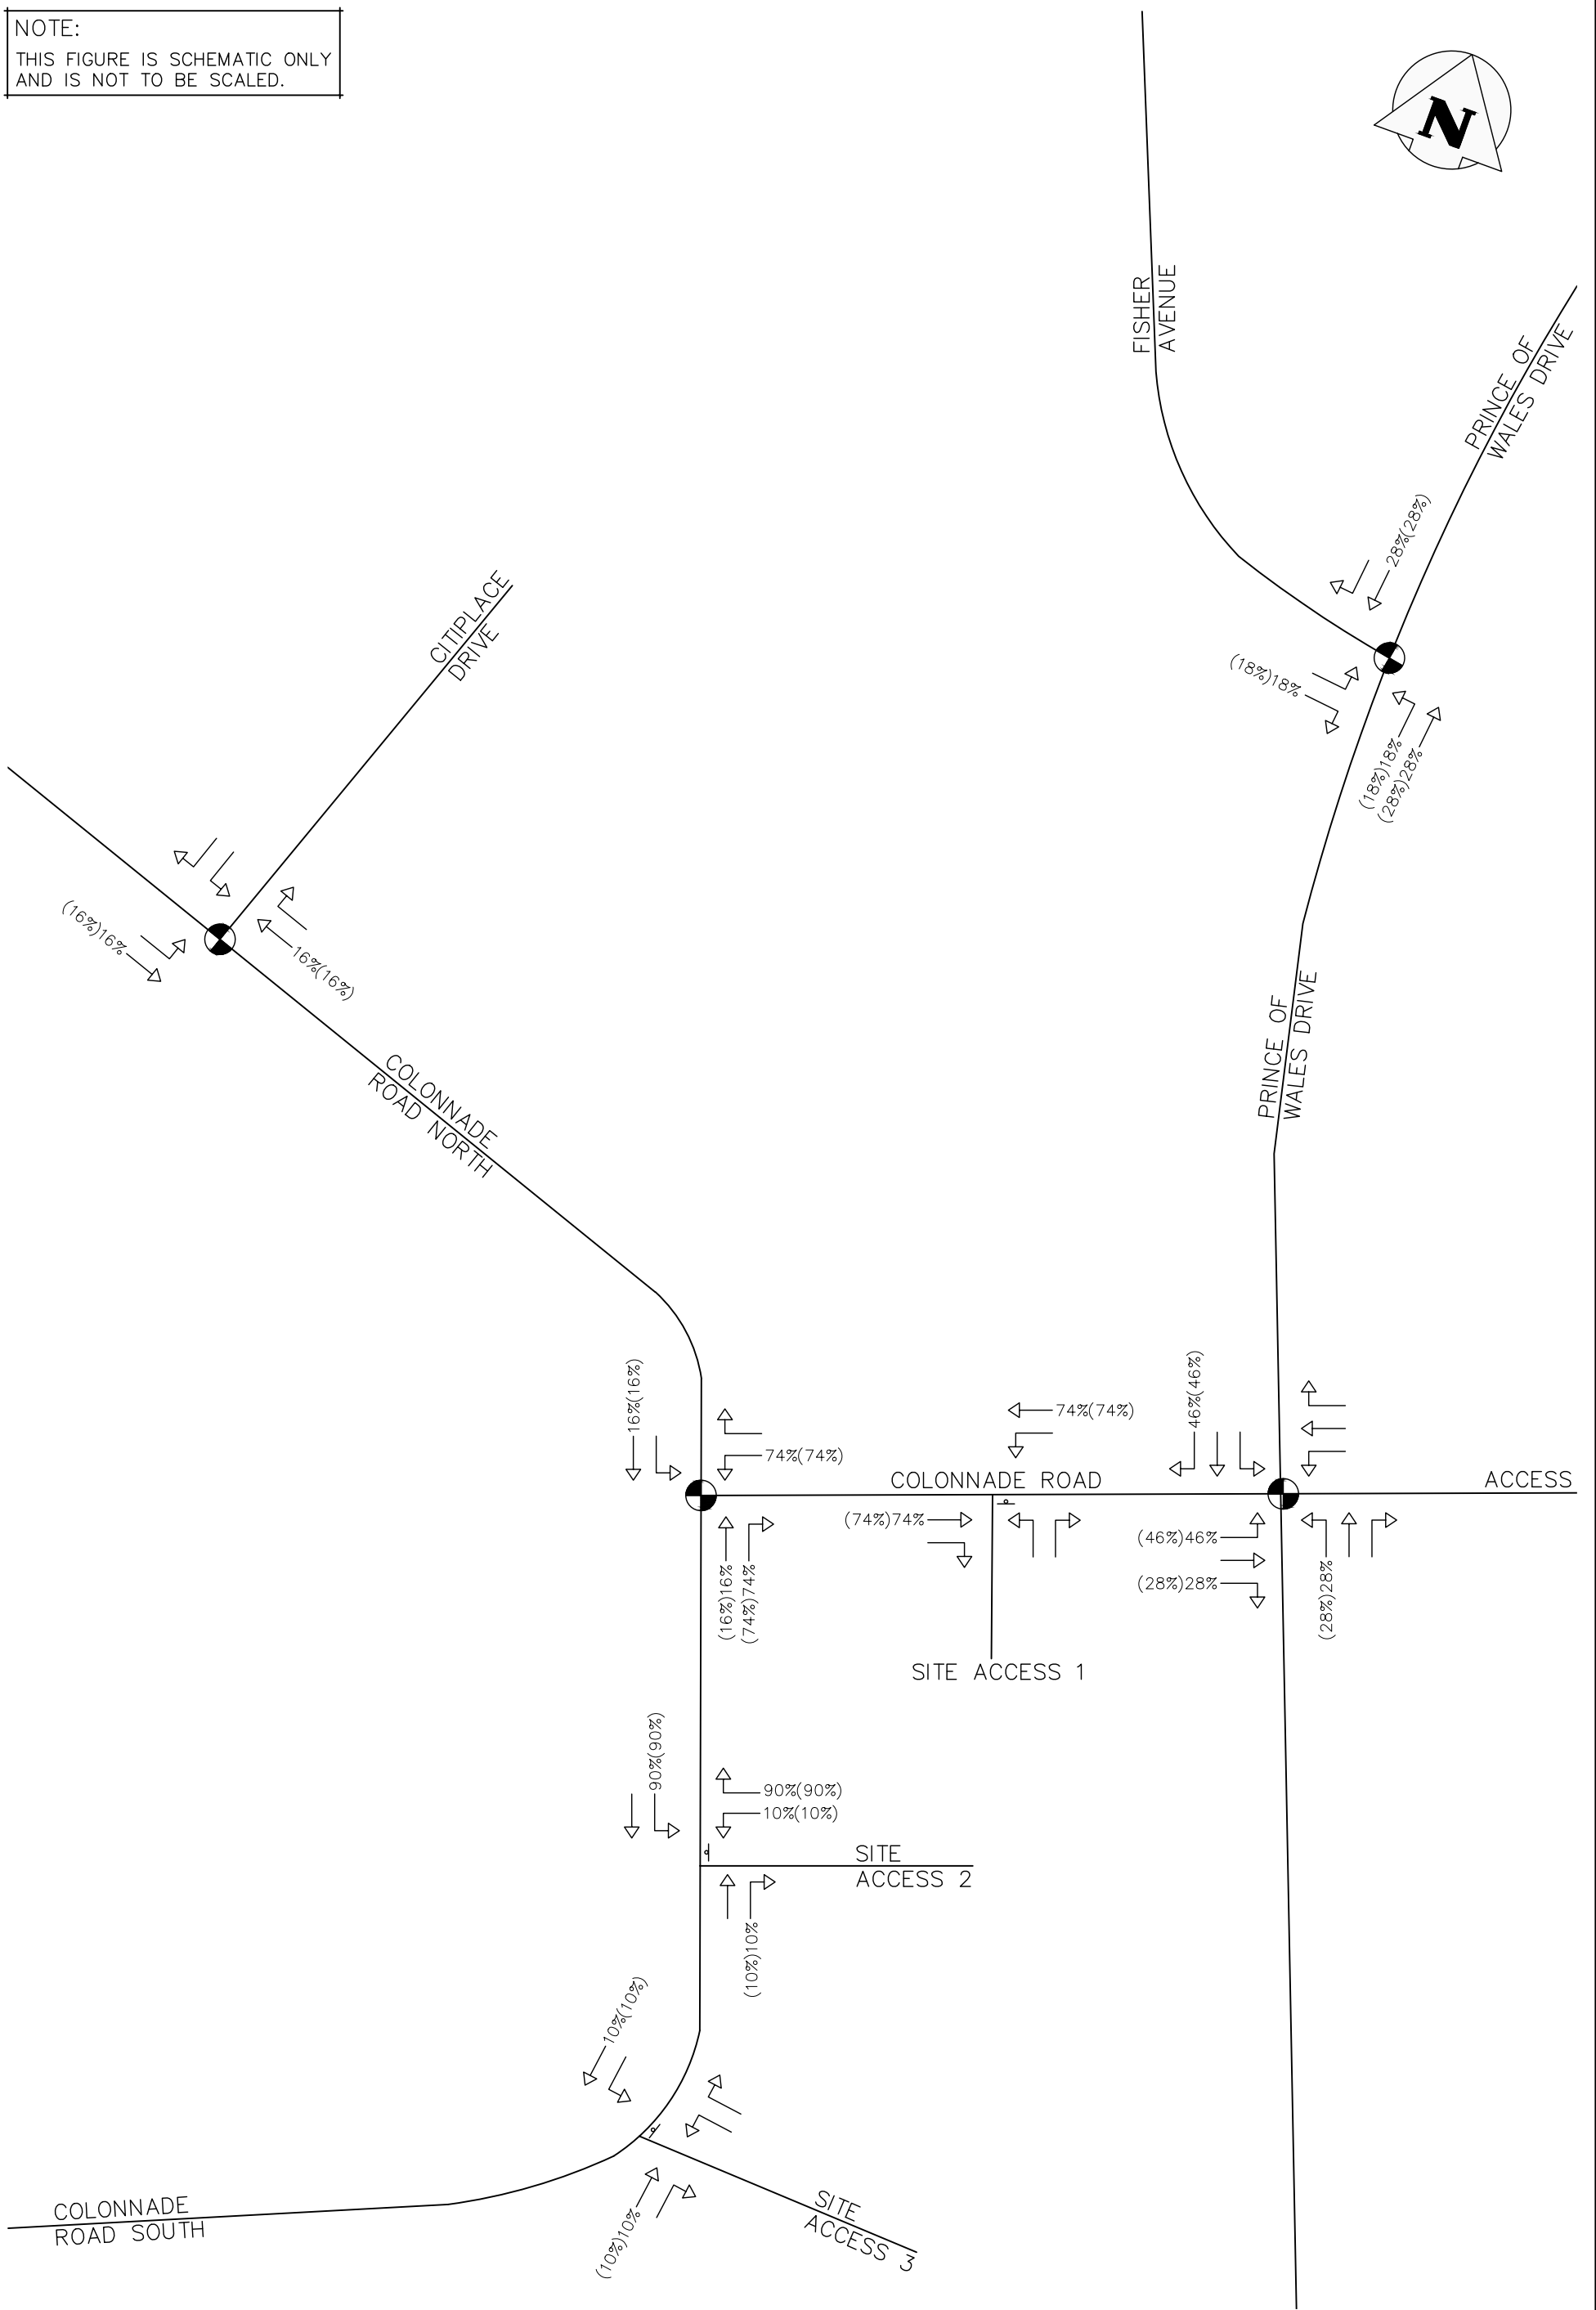 NOTE:
THIS FIGURE IS SCHEMATIC ONLY
AND IS NOT TO BE SCALED.
N
FISHER
AVENUE
PRINCE OF
WALES DRIVE
28%(28%)
(18%)18%
(18%)18%
(28%)28%
CITIPLACE
DRIVE
(16%)16%
16%(16%)
COLONNADE
ROAD NORTH
PRINCE OF
WALES DRIVE
16%(16%)
74%(74%)
74%(74%)
46%(46%)
COLONNADE ROAD
ACCESS
(74%)74%
(46%)46%
(28%)28%
(16%)16%
(74%)74%
(28%)28%
SITE ACCESS 1
90%(90%)
90%(90%)
10%(10%)
SITE
ACCESS 2
(10%)10%
10%(10%)
COLONNADE
ROAD SOUTH
(10%)10%
SITE
ACCESS 3